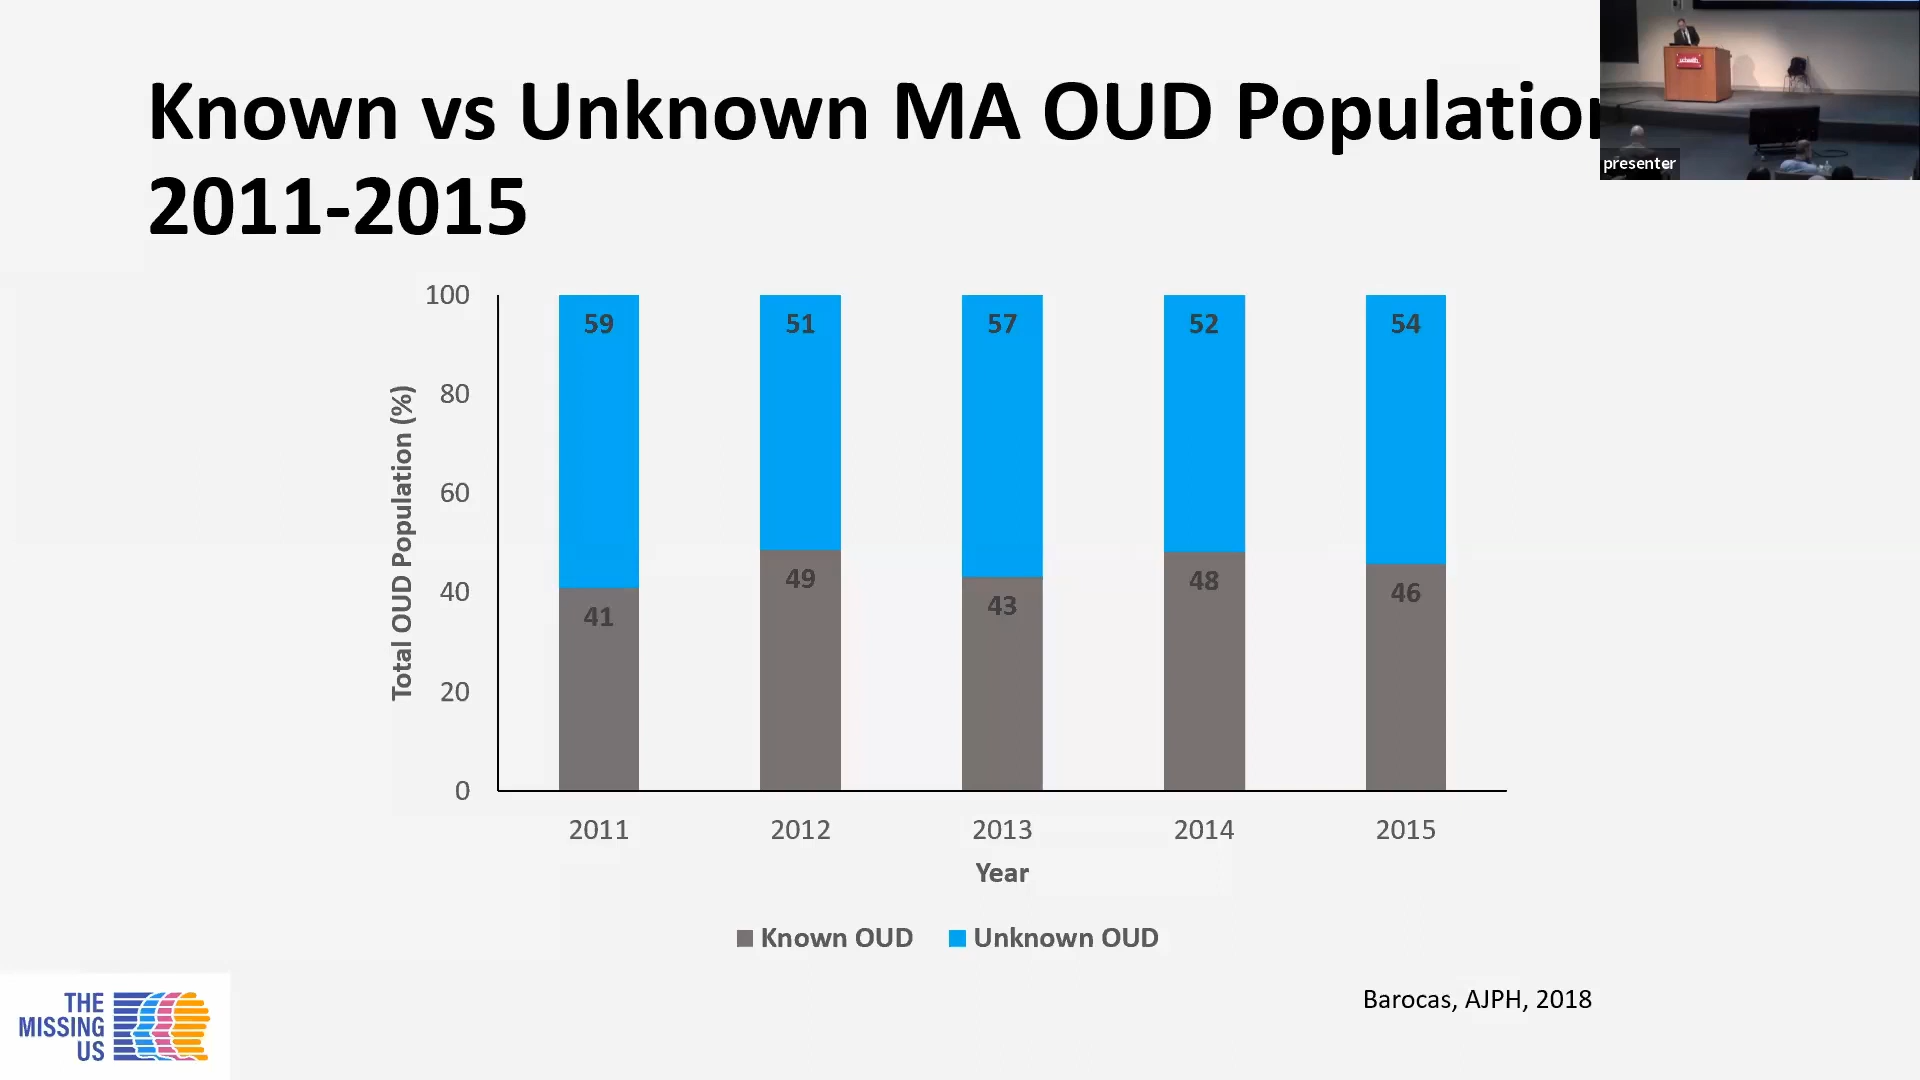 Known vs Unknown MA OUD Population
2011-2015
presenter
100
80
60
40
20
0
Total OUD Population (%)
59
51
57
52
54
41
49
43
48
46
2011
2012
2013
2014
2015
Year
Known OUD
Unknown OUD
Barocas, AJPH, 2018
THE
MISSING
US